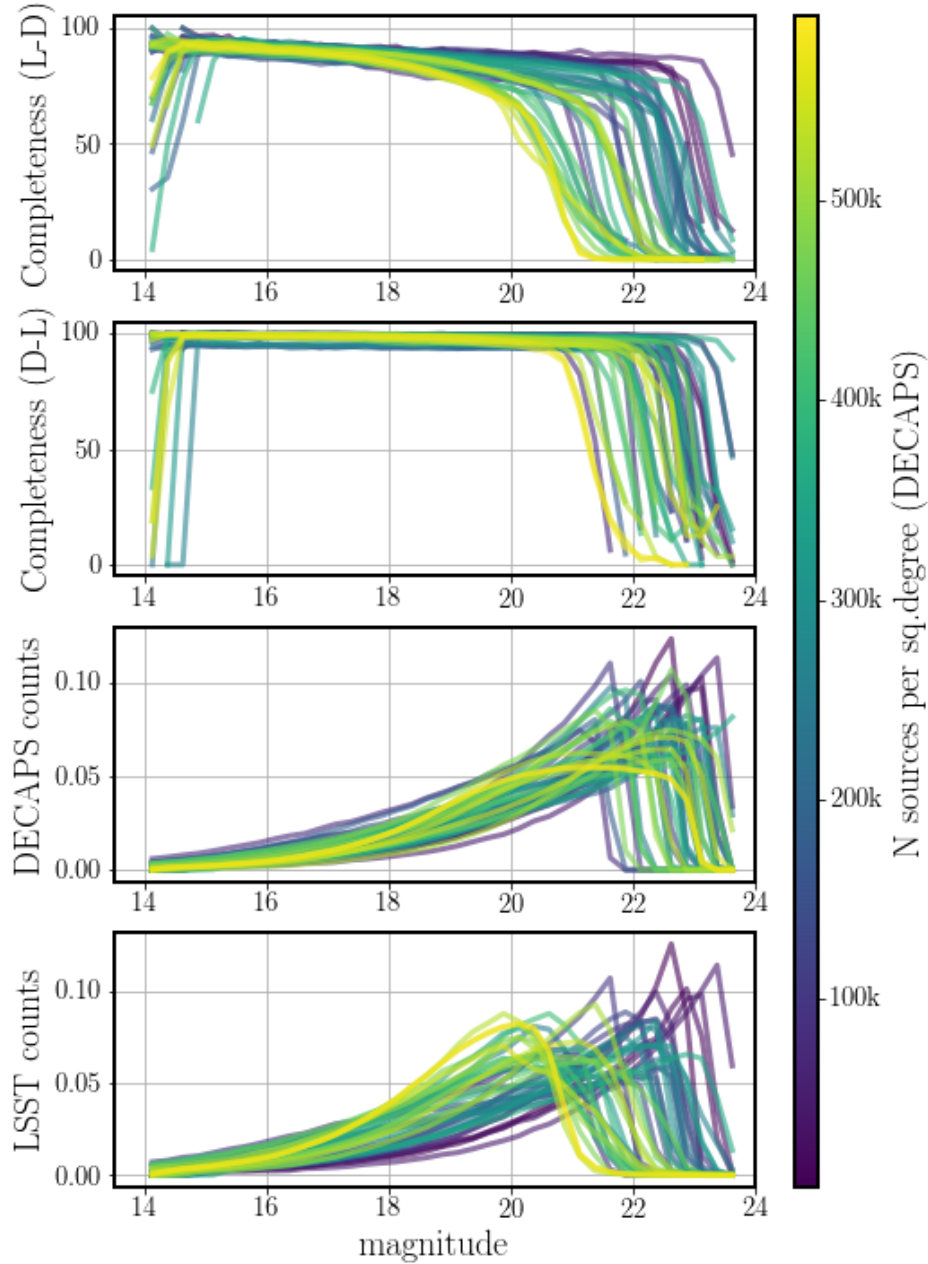 Completeness (L-D)
100
50
0
14 16 18 20 22 24
Completeness (D-L)
100
50
0
14 16 18 20 22 24
DECAPS counts
0.10
0.05
0.00
14 16 18 20 22 24
LSST counts
0.10
0.05
0.00
14 16 18 20 22 24
magnitude
500k
400k
300k
200k
100k
N sources per sq.degree (DECAPS)